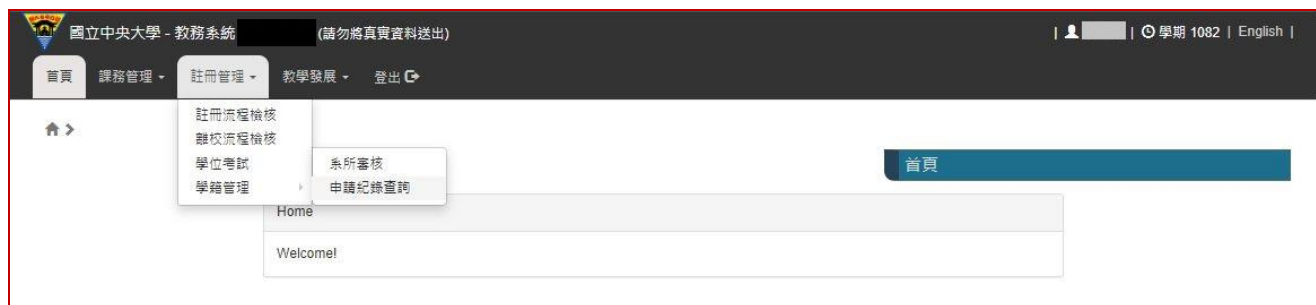 國立中央大學 - 教務系統 (請勿將真實資料送出) | | 學期 1082 | English |
首頁 課務管理 註冊管理 教學發展 登出
註冊流程檢核
離校流程檢核
學位考試
學籍管理
系所審核
申請紀錄查詢
首頁
Home
Welcome!